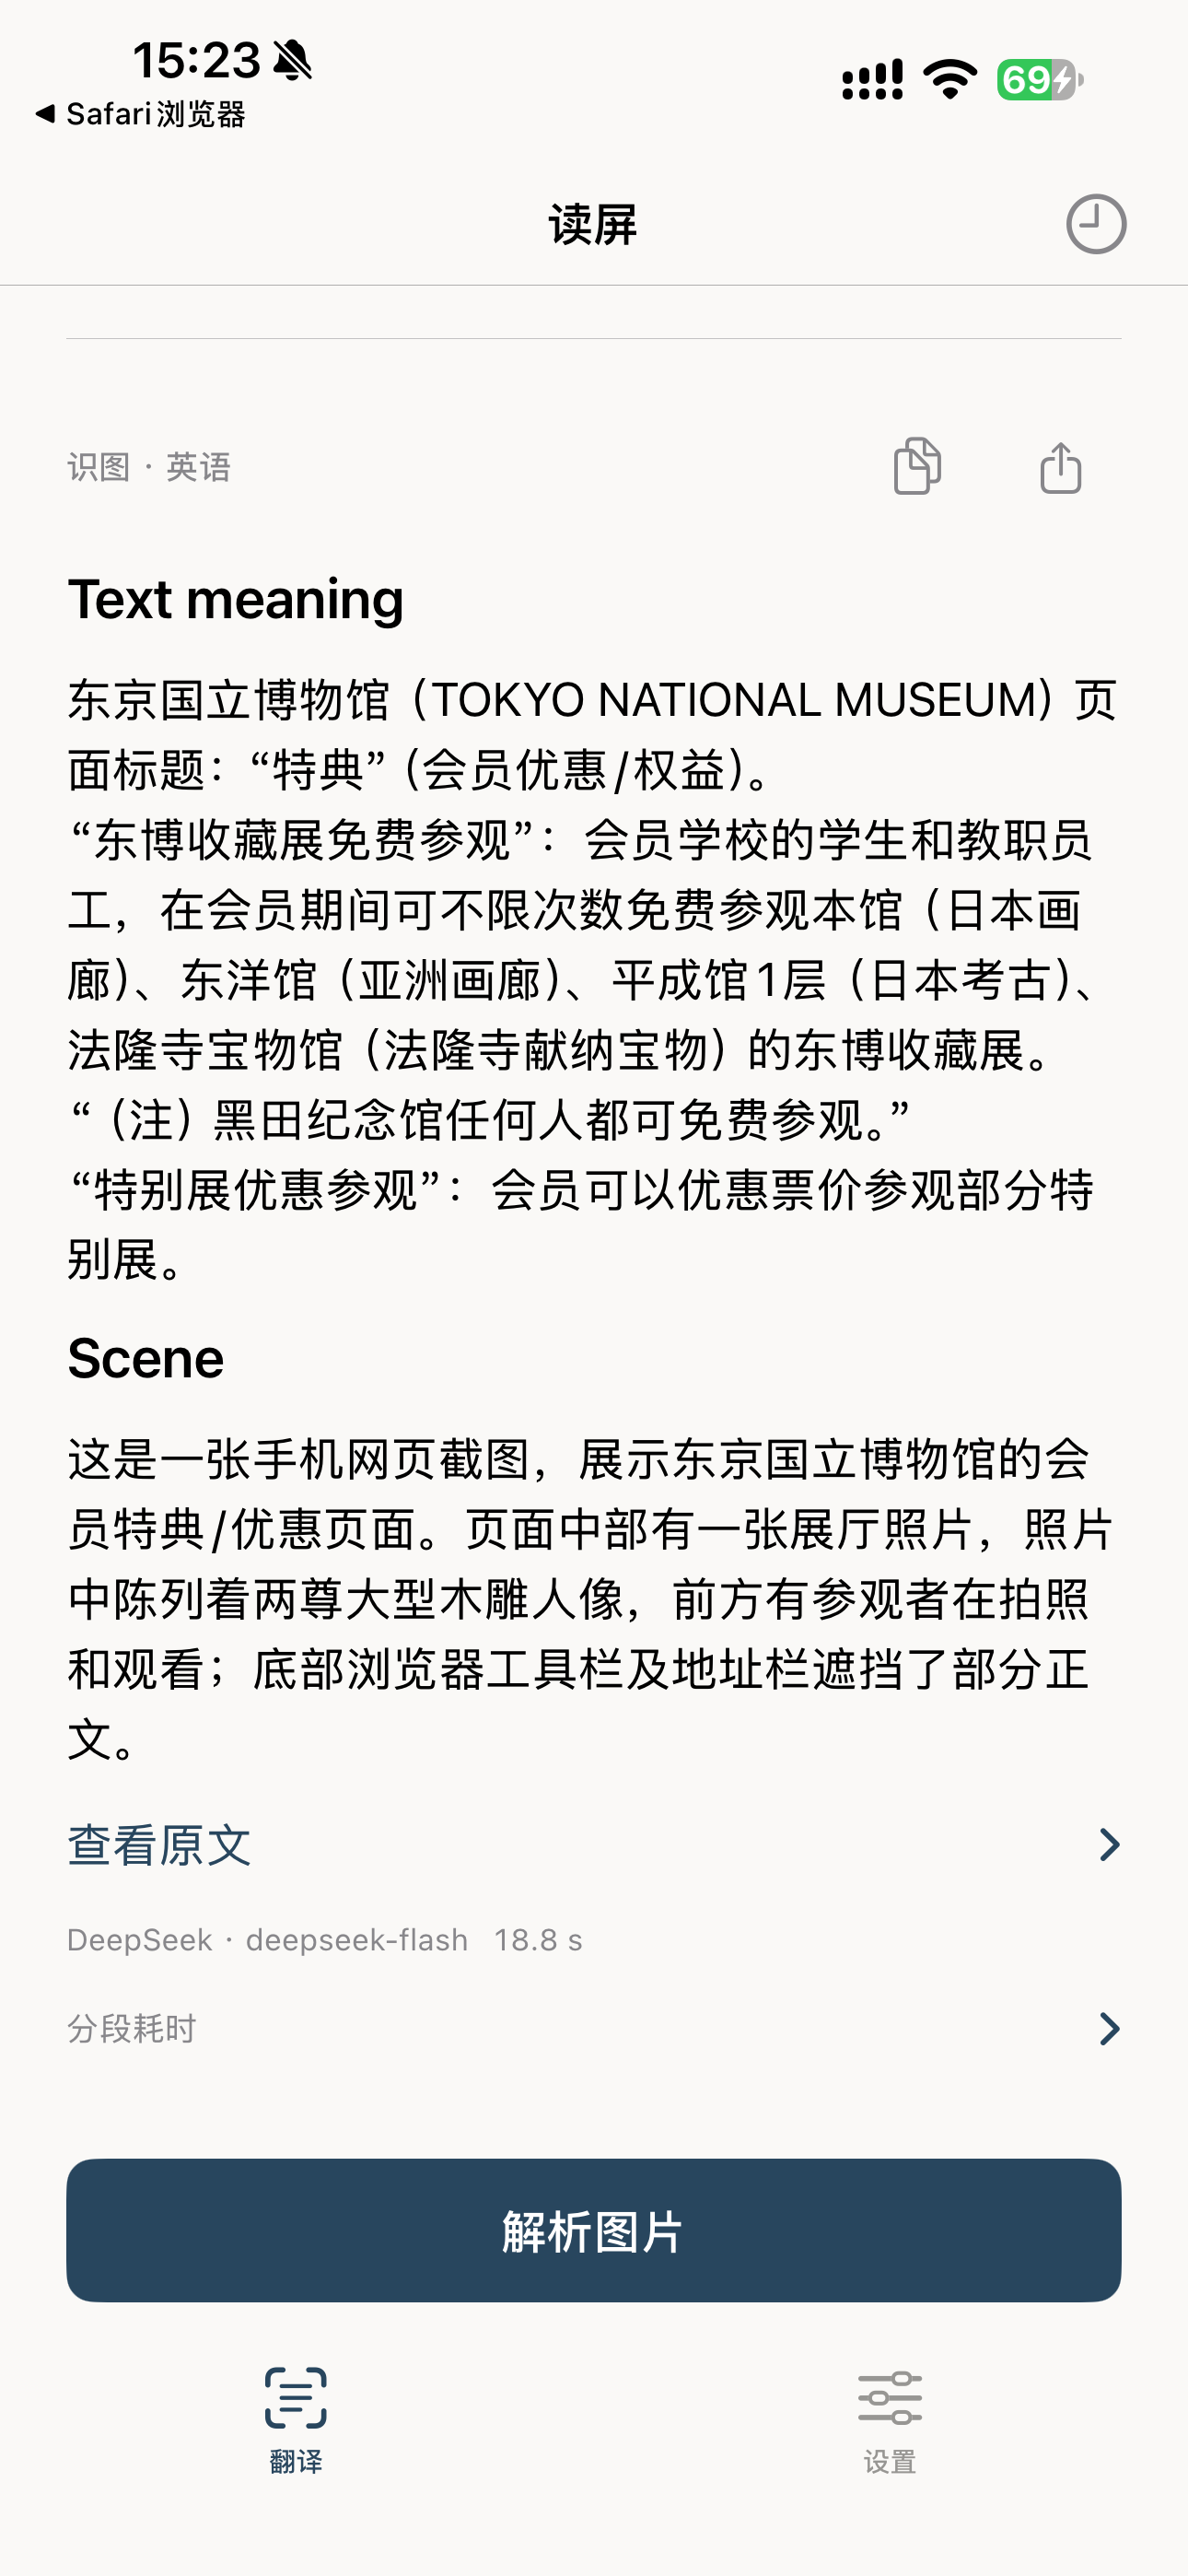 15:23
Safari浏览器
69
读屏
识图 · 英语
Text meaning
东京国立博物馆（TOKYO NATIONAL MUSEUM）页
面标题：“特典”（会员优惠/权益）。
“东博收藏展免费参观”：会员学校的学生和教职员
工，在会员期间可不限次数免费参观本馆（日本画
廊）、东洋馆（亚洲画廊）、平成馆1层（日本考古）、
法隆寺宝物馆（法隆寺献纳宝物）的东博收藏展。
“（注）黑田纪念馆任何人都可免费参观。”
“特别展优惠参观”：会员可以优惠票价参观部分特
别展。
Scene
这是一张手机网页截图，展示东京国立博物馆的会
员特典/优惠页面。页面中部有一张展厅照片，照片
中陈列着两尊大型木雕人像，前方有参观者在拍照
和观看；底部浏览器工具栏及地址栏遮挡了部分正
文。
查看原文
DeepSeek · deepseek-flash 18.8 s
分段耗时
解析图片
翻译
设置